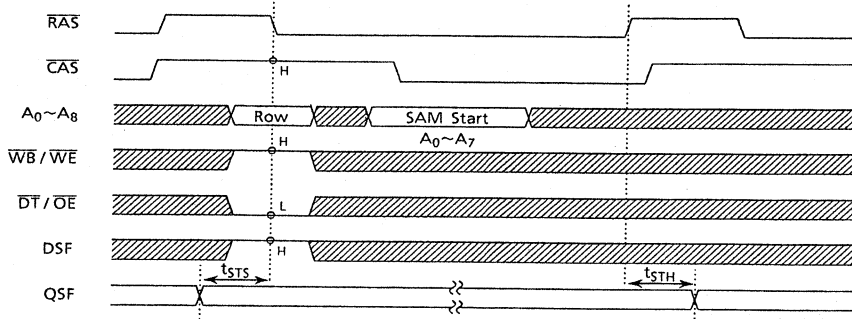 RAS
CAS
H
A0~A8
Row
SAM Start
A0~A7
WB / WE
H
DT / OE
L
DSF
H
tSTS
tSTH
QSF